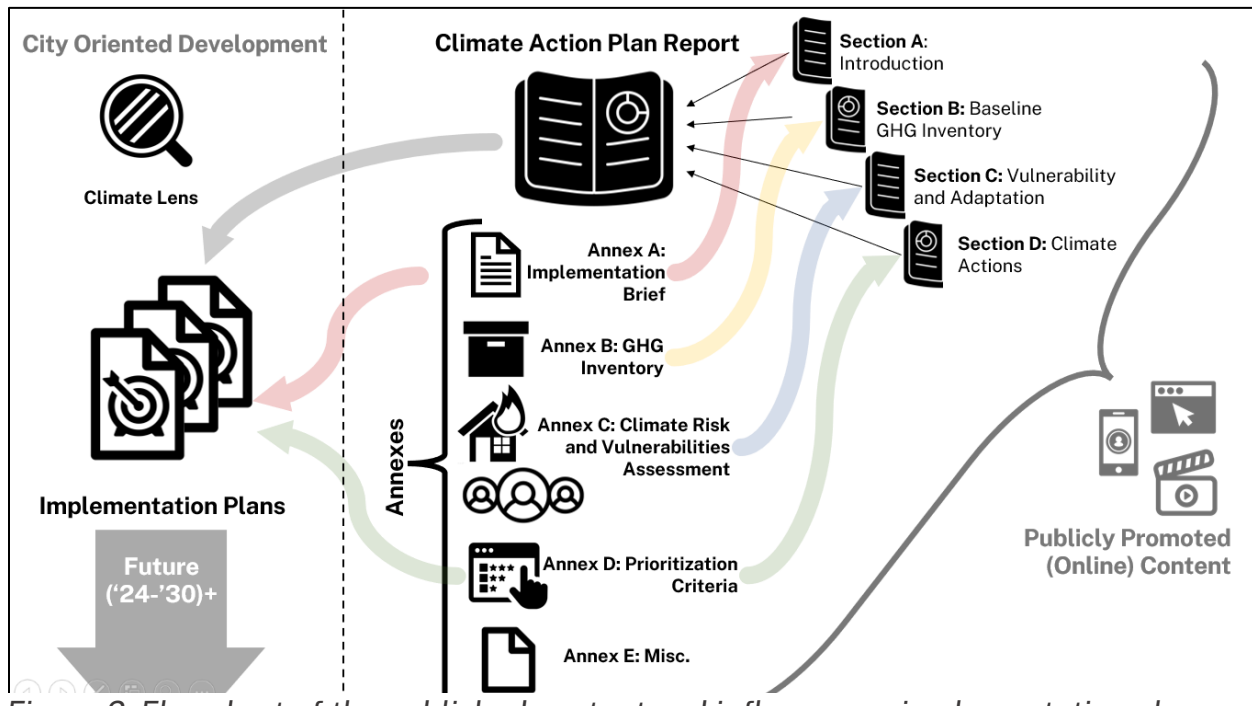 City Oriented Development
Climate Lens
Implementation Plans
Future
(‘24-’30)+
Climate Action Plan Report
Section A:
Introduction
Section B: Baseline
GHG Inventory
Section C: Vulnerability
and Adaptation
Section D: Climate
Actions
Annexes
Annex A:
Implementation
Brief
Annex B: GHG
Inventory
Annex C: Climate Risk
and Vulnerabilities
Assessment
Annex D: Prioritization
Criteria
Annex E: Misc.
Publicly Promoted
(Online) Content